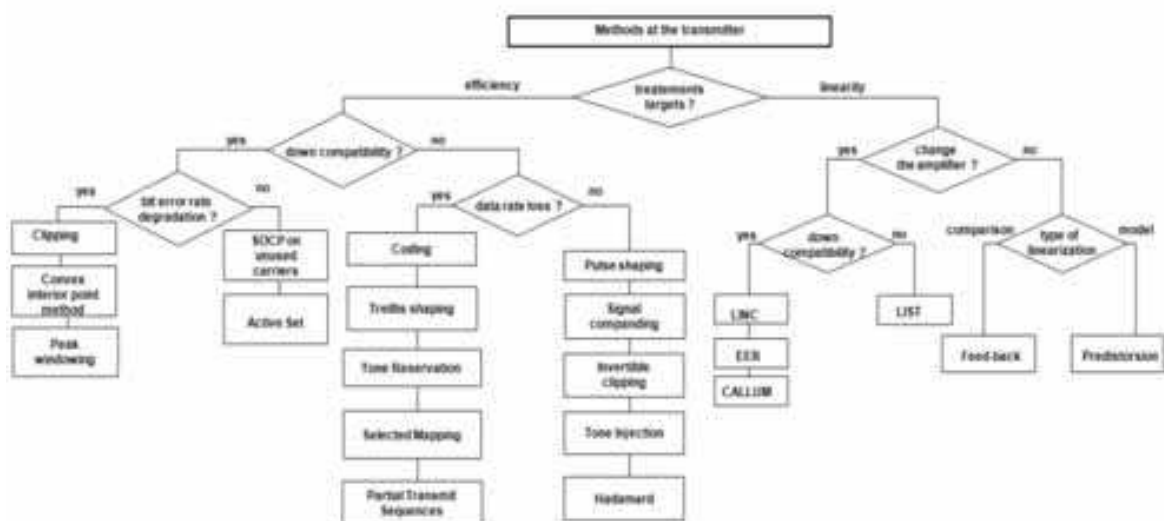 Methods at the transmitter
efficiency
treatements
targets ?
linearity
yes
down compatibility ?
no
yes
change
the amplifier ?
no
yes
bit error rate
degradation ?
no
yes
data rate loss ?
no
yes
down
compatibility ?
no
comparison
type of
linearization
model
Clipping
Convex
interior point
method
Peak
windowing
SOCP on
unused
carriers
Active Set
Coding
Trellis shaping
Tone Reservation
Selected Mapping
Partial Transmit
Sequences
Pulse shaping
Signal
companding
Invertible
clipping
Tone Injection
Hadamard
LINC
EER
CALLUM
LIST
Feed-back
Predistorsion